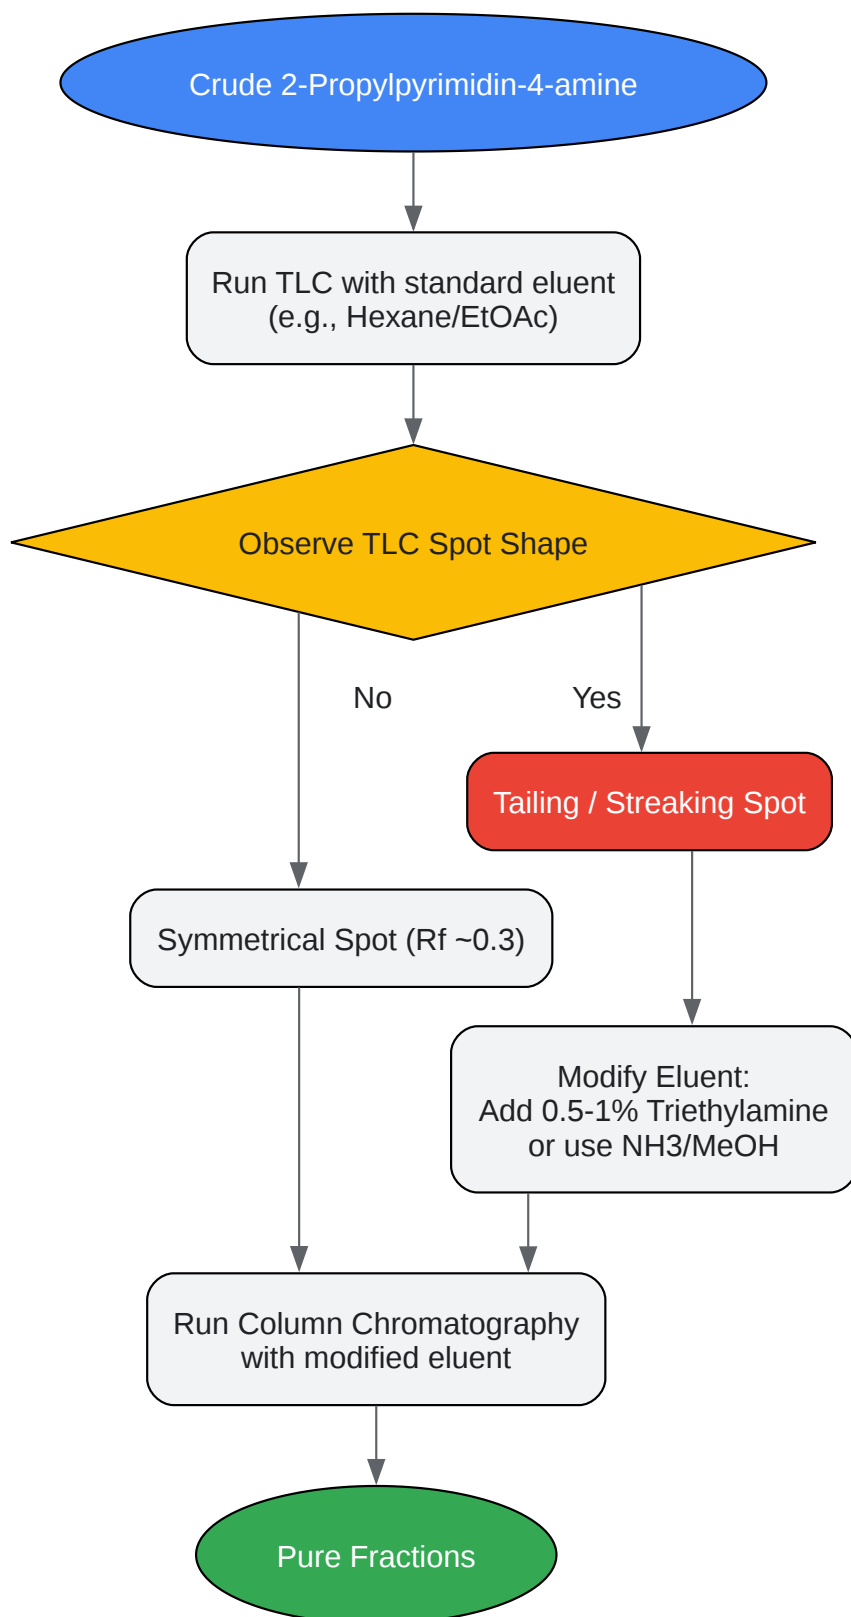 Crude 2-Propylpyrimidin-4-amine
Run TLC with standard eluent
(e.g., Hexane/EtOAc)
Observe TLC Spot Shape
No
Yes
Tailing / Streaking Spot
Symmetrical Spot (Rf ~0.3)
Modify Eluent:
Add 0.5-1% Triethylamine
or use NH3/MeOH
Run Column Chromatography
with modified eluent
Pure Fractions